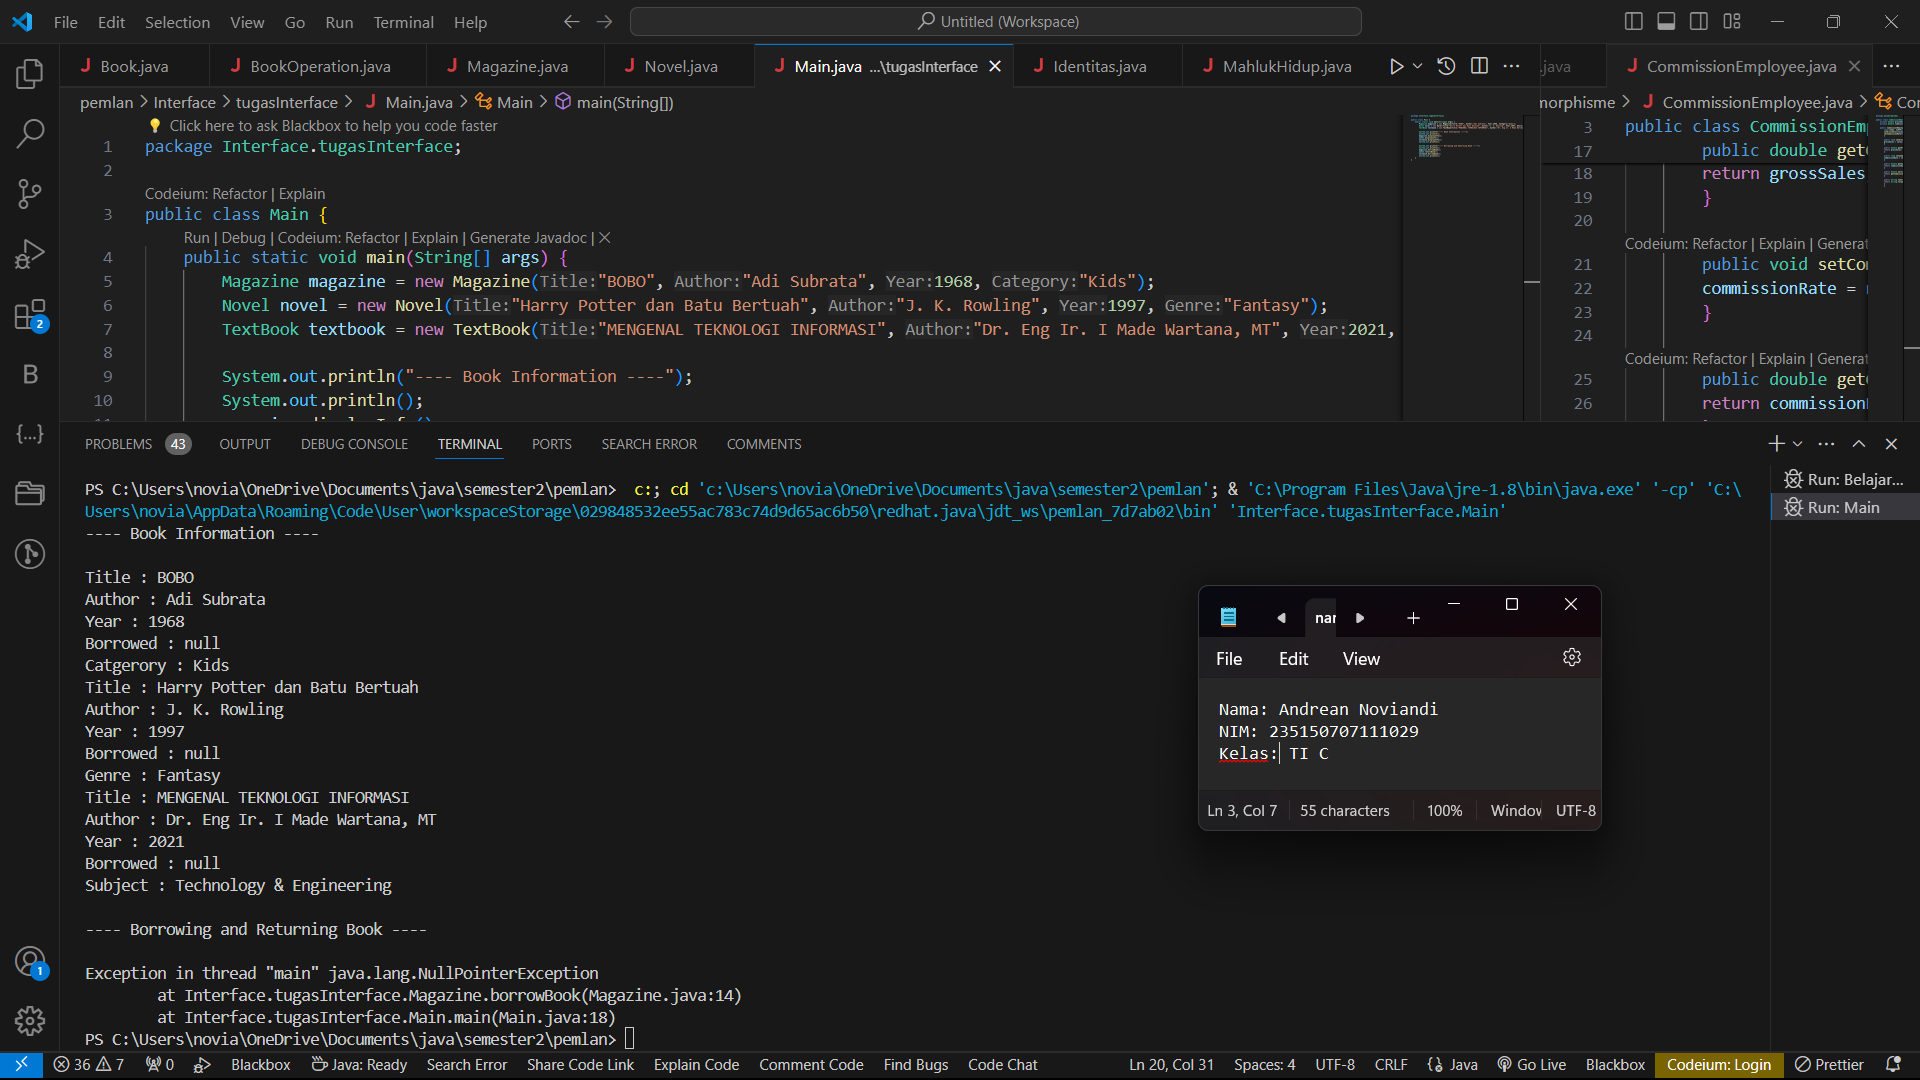 File Edit Selection View Go Run Terminal Help
Untitled (Workspace)
Book.java BookOperation.java Magazine.java Novel.java Main.java ...\tugasInterface Identitas.java MahlukHidup.java
.java CommissionEmployee.java
pemlan > Interface > tugasInterface > Main.java > Main > main(String[])
morphisme > CommissionEmployee.java >
Click here to ask Blackbox to help you code faster
1 package Interface.tugasInterface;
2
Codeium: Refactor | Explain
3 public class Main {
Run | Debug | Codeium: Refactor | Explain | Generate Javadoc | ×
4 public static void main(String[] args) {
5 Magazine magazine = new Magazine(Title:"BOBO", Author:"Adi Subrata", Year:1968, Category:"Kids");
6 Novel novel = new Novel(Title:"Harry Potter dan Batu Bertuah", Author:"J. K. Rowling", Year:1997, Genre:"Fantasy");
7 TextBook textbook = new TextBook(Title:"MENGENAL TEKNOLOGI INFORMASI", Author:"Dr. Eng Ir. I Made Wartana, MT", Year:2021,
8
9 System.out.println("---- Book Information ----");
10 System.out.println();
3 public class CommissionEm
17 public double get
18 return grossSales
19 }
20
Codeium: Refactor | Explain | Generat
21 public void setCo
22 commissionRate =
23 }
24
Codeium: Refactor | Explain | Generat
25 public double get
26 return commission
PROBLEMS 43 OUTPUT DEBUG CONSOLE TERMINAL PORTS SEARCH ERROR COMMENTS
Run: Belajar...
Run: Main
PS C:\Users\novia\OneDrive\Documents\java\semester2\pemlan> c:; cd 'c:\Users\novia\OneDrive\Documents\java\semester2\pemlan'; & 'C:\Program Files\Java\jre-1.8\bin\java.exe' '-cp' 'C:\
Users\novia\AppData\Roaming\Code\User\workspaceStorage\029848532ee55ac783c74d9d65ac6b50\redhat.java\jdt_ws\pemlan_7d7ab02\bin' 'Interface.tugasInterface.Main'
---- Book Information ----
Title : BOBO
Author : Adi Subrata
Year : 1968
Borrowed : null
Catgerory : Kids
Title : Harry Potter dan Batu Bertuah
Author : J. K. Rowling
Year : 1997
Borrowed : null
Genre : Fantasy
Title : MENGENAL TEKNOLOGI INFORMASI
Author : Dr. Eng Ir. I Made Wartana, MT
Year : 2021
Borrowed : null
Subject : Technology & Engineering
---- Borrowing and Returning Book ----
Exception in thread "main" java.lang.NullPointerException
at Interface.tugasInterface.Magazine.borrowBook(Magazine.java:14)
at Interface.tugasInterface.Main.main(Main.java:18)
PS C:\Users\novia\OneDrive\Documents\java\semester2\pemlan>
nar
File Edit View
Nama: Andrean Noviandi
NIM: 235150707111029
Kelas: TI C
Ln 3, Col 7 55 characters 100% Window UTF-8
2
B
1
36 7 0 Blackbox Java: Ready Search Error Share Code Link Explain Code Comment Code Find Bugs Code Chat Ln 20, Col 31 Spaces: 4 UTF-8 CRLF Java Go Live Blackbox Codeium: Login Prettier